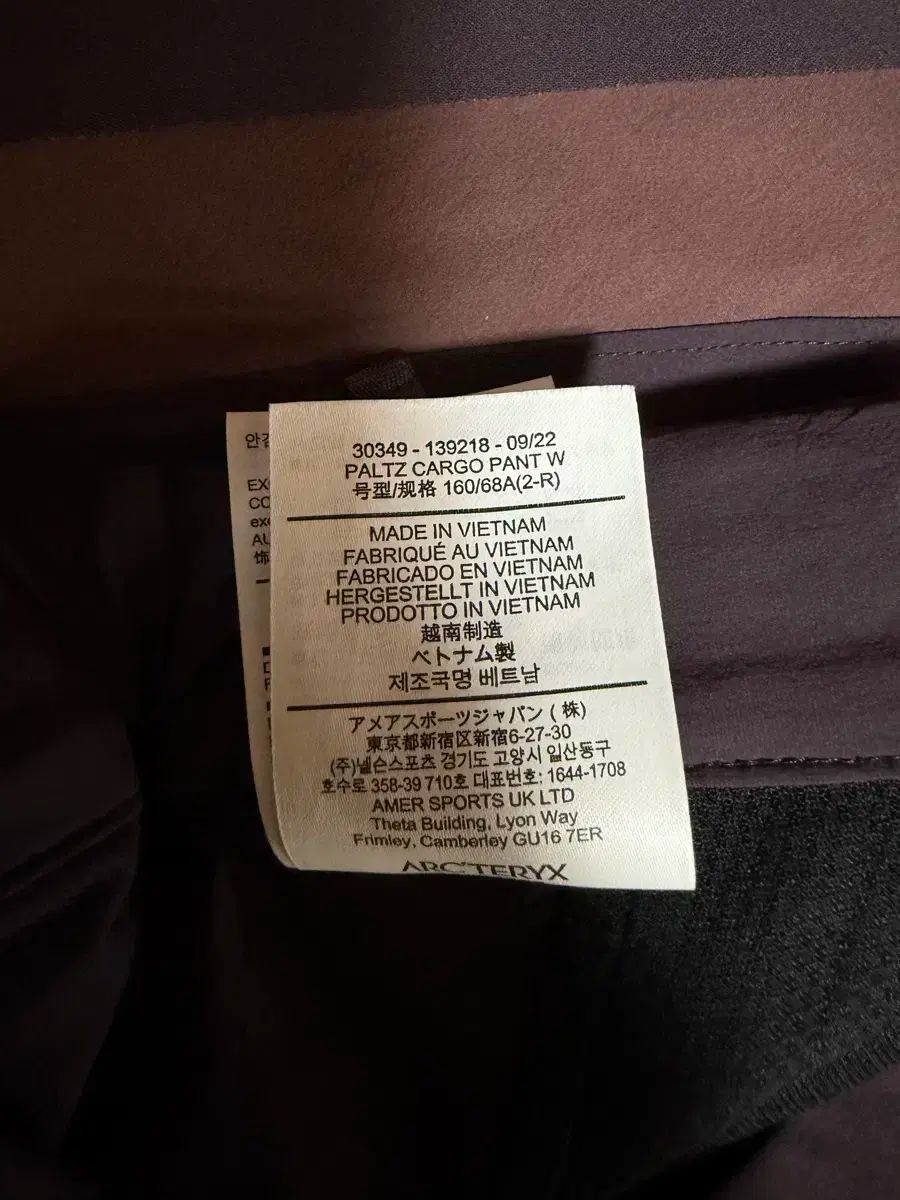 30349 - 139218 - 09/22
PALTZ CARGO PANT W
号型/规格 160/68A(2-R)
MADE IN VIETNAM
FABRIQUÉ AU VIETNAM
FABRICADO EN VIETNAM
HERGESTELLT IN VIETNAM
PRODOTTO IN VIETNAM
越南制造
ベトナム製
제조국명 베트남
アメアスポーツジャパン ( 株)
東京都新宿区新宿6-27-30
(주)넬슨스포츠 경기도 고양시 일산동구
호수로 358-39 710호 대표번호: 1644-1708
AMER SPORTS UK LTD
Theta Building, Lyon Way
Frimley, Camberley GU16 7ER
ARC'TERYX